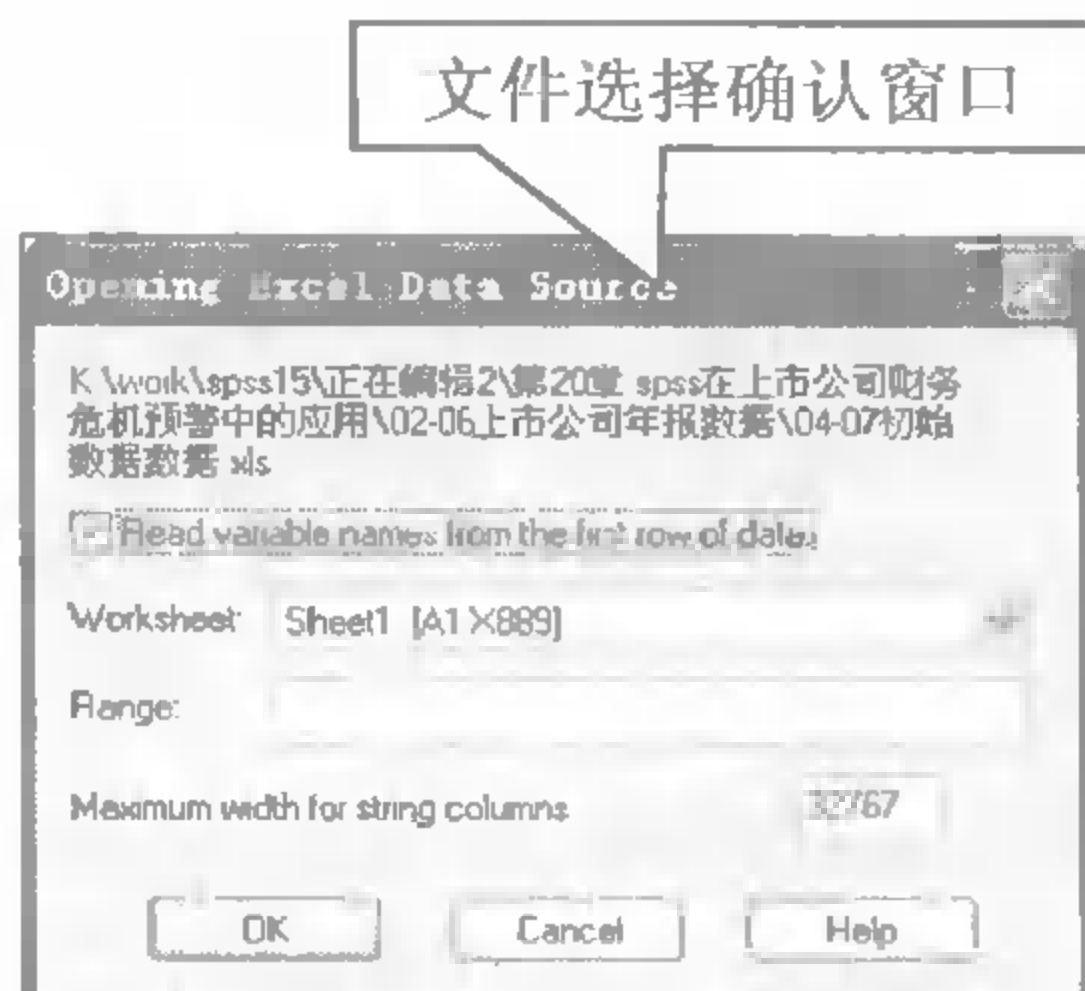 文件选择确认窗口
Opening Excel Data Source
K \work\spss15\正在编辑2\第20章 spss在上市公司财务
危机预警中的应用\02-06上市公司年报数据\04-07初始
数据数据 xls
Read variable names from the first row of data.
Worksheet: Sheet1 [A1 X889]
Range:
Maximum width for string columns 32767
OK Cancel Help